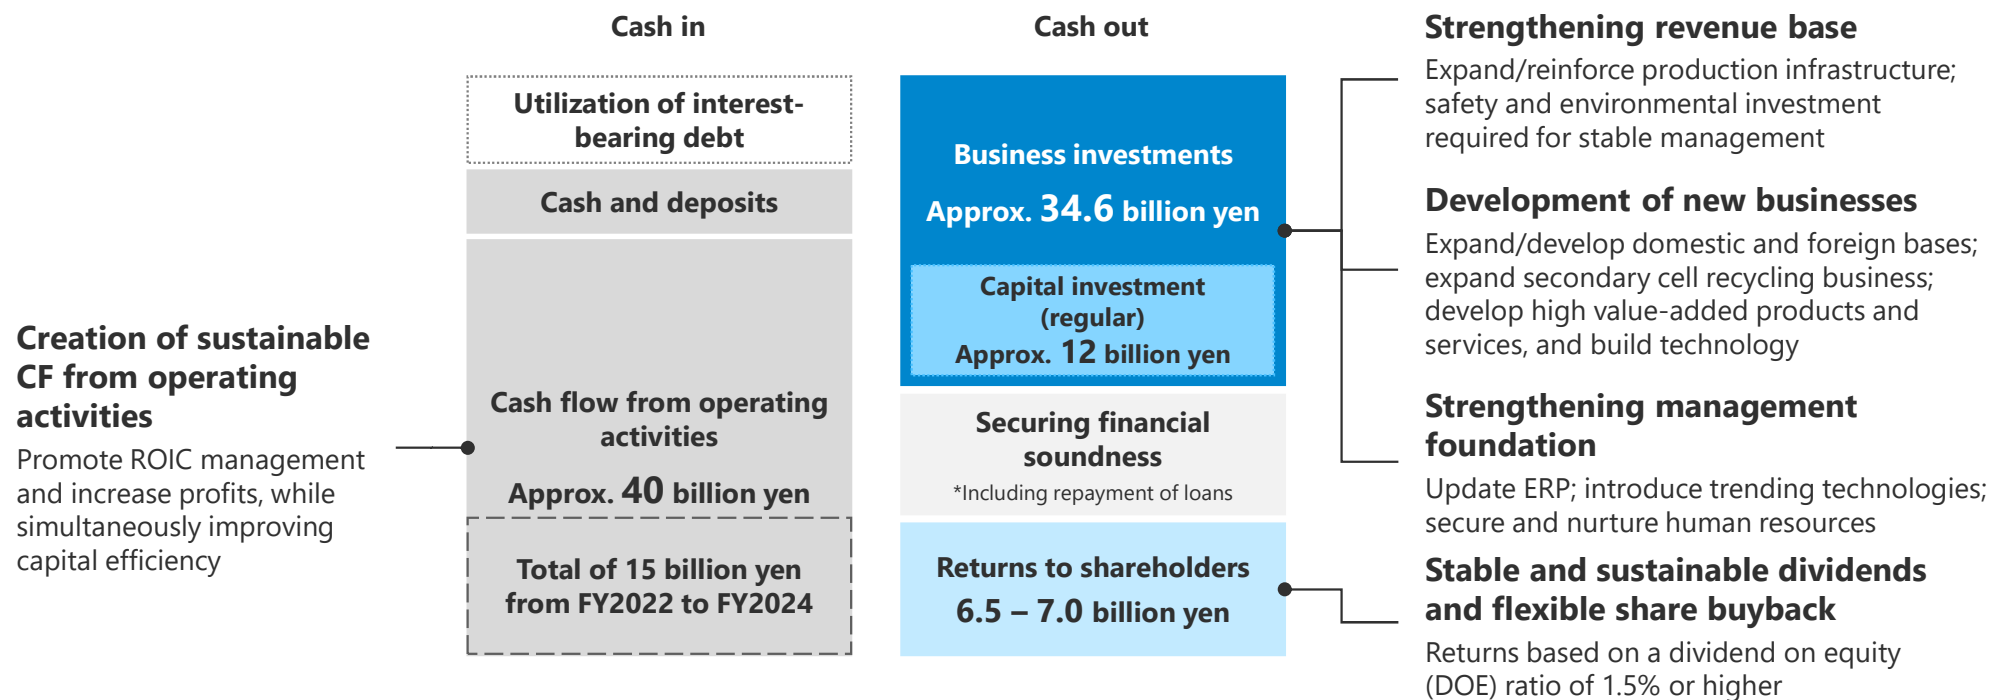 Cash in
Cash out
Creation of sustainable
CF from operating
activities
Promote ROIC management
and increase profits, while
simultaneously improving
capital efficiency
Utilization of interest-
bearing debt
Cash and deposits
Cash flow from operating
activities
Approx. 40 billion yen
Total of 15 billion yen
from FY2022 to FY2024
Business investments
Approx. 34.6 billion yen
Capital investment
(regular)
Approx. 12 billion yen
Securing financial
soundness
*Including repayment of loans
Returns to shareholders
6.5 – 7.0 billion yen
Strengthening revenue base
Expand/reinforce production infrastructure;
safety and environmental investment
required for stable management
Development of new businesses
Expand/develop domestic and foreign bases;
expand secondary cell recycling business;
develop high value-added products and
services, and build technology
Strengthening management
foundation
Update ERP; introduce trending technologies;
secure and nurture human resources
Stable and sustainable dividends
and flexible share buyback
Returns based on a dividend on equity
(DOE) ratio of 1.5% or higher